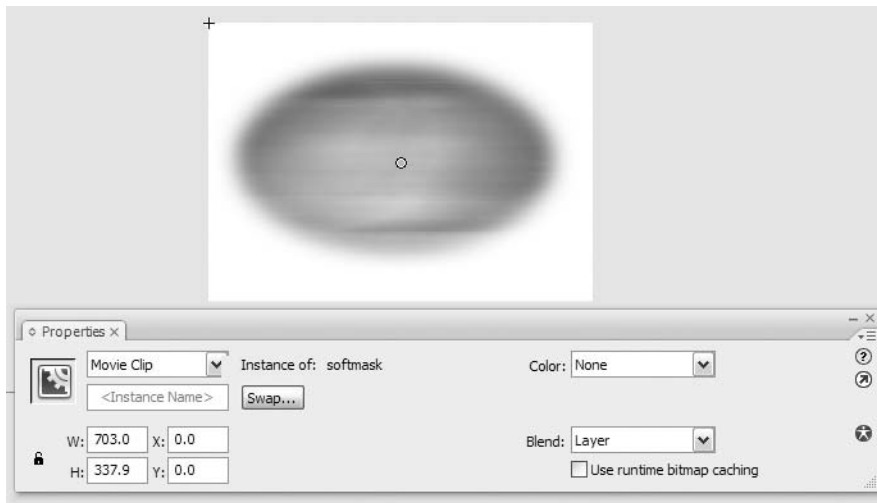 Properties ×
Movie Clip
Instance of: softmask
Color: None
<Instance Name>
Swap...
W: 703.0 X: 0.0
Blend: Layer
H: 337.9 Y: 0.0
Use runtime bitmap caching